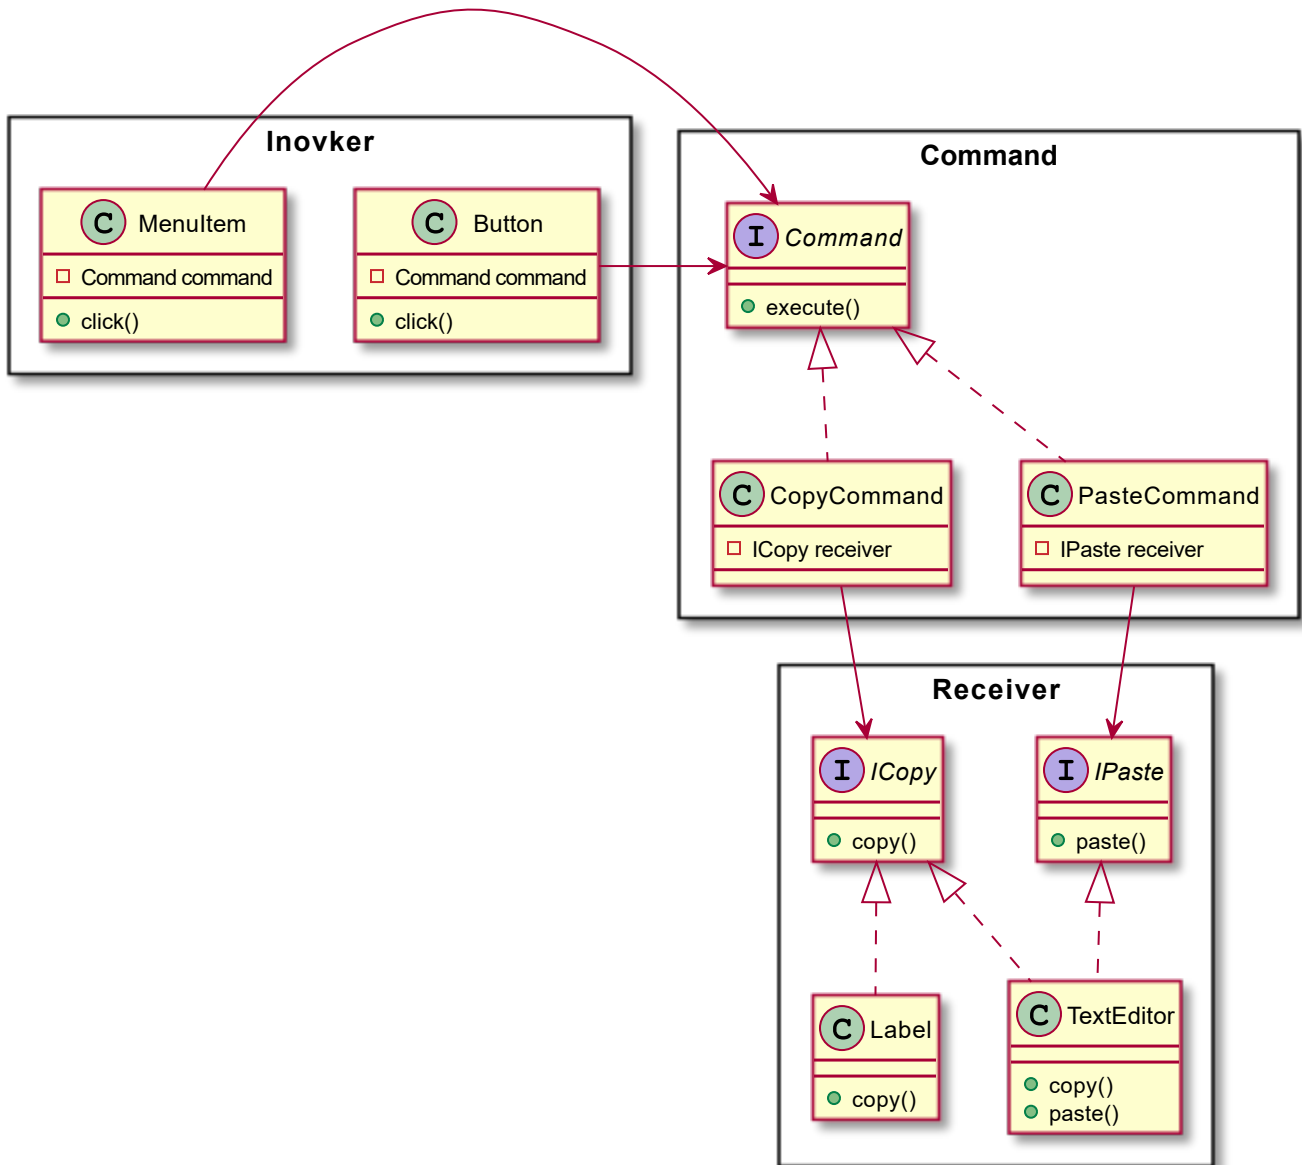 Inovker
C MenuItem
Command command
click()
C Button
Command command
click()
Command
I Command
execute()
C CopyCommand
ICopy receiver
C PasteCommand
IPaste receiver
Receiver
I ICopy
copy()
I IPaste
paste()
C Label
copy()
C TextEditor
copy()
paste()